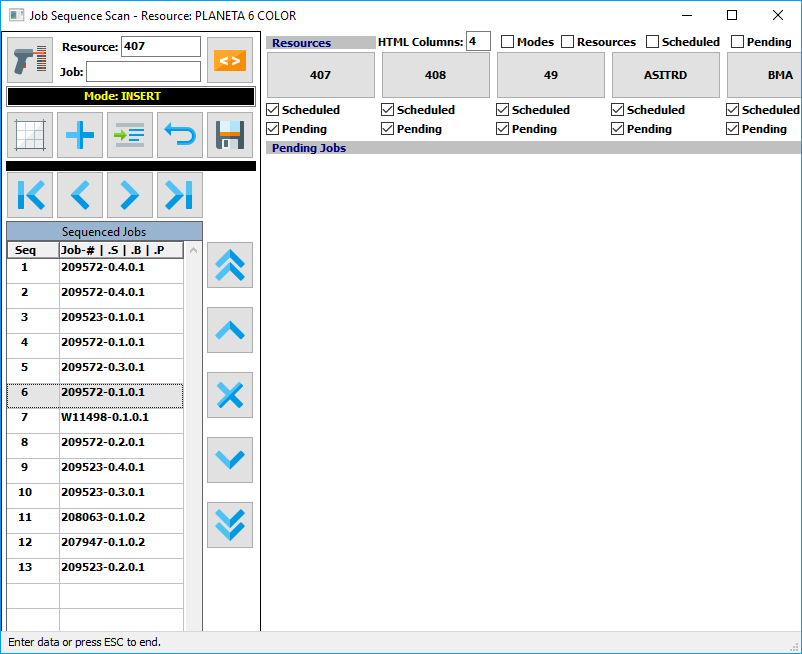 Job Sequence Scan - Resource: PLANETA 6 COLOR
Resource: 407
Job:
<>
Mode: INSERT
Sequenced Jobs
Seq Job-# | .S | .B | .P
1 209572-0.4.0.1
2 209572-0.4.0.1
3 209523-0.1.0.1
4 209572-0.1.0.1
5 209572-0.3.0.1
6 209572-0.1.0.1
7 W11498-0.1.0.1
8 209572-0.2.0.1
9 209523-0.4.0.1
10 209523-0.3.0.1
11 208063-0.1.0.2
12 207947-0.1.0.2
13 209523-0.2.0.1
Resources HTML Columns: 4 Modes Resources Scheduled Pending
407 408 49 ASITRD BMA
Scheduled Scheduled Scheduled Scheduled Scheduled
Pending Pending Pending Pending Pending
Pending Jobs
Enter data or press ESC to end.